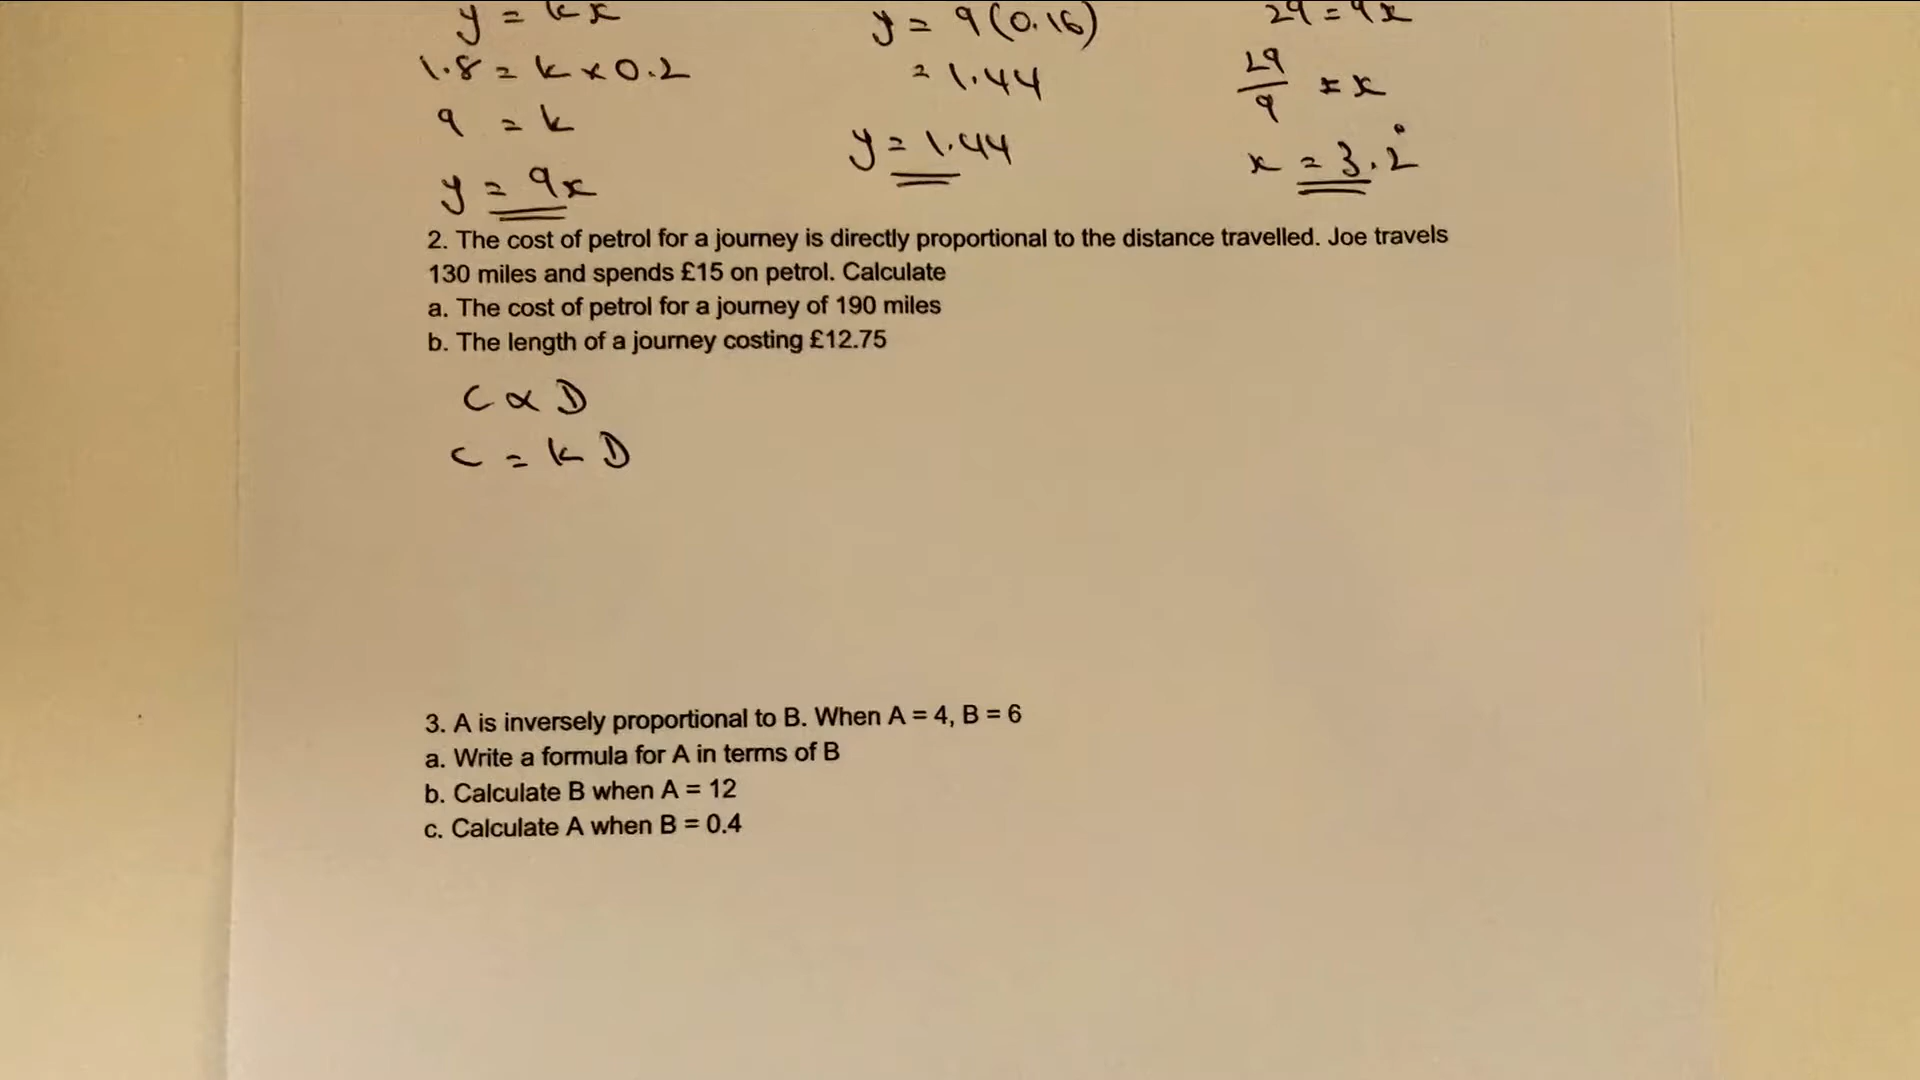 y = kx
1.8 = k × 0.2
9 = k
y = 9x
y = 9(0.16)
= 1.44
y = 1.44
29 = 9x
29/9 = x
x = 3.2̇
2. The cost of petrol for a journey is directly proportional to the distance travelled. Joe travels
130 miles and spends £15 on petrol. Calculate
a. The cost of petrol for a journey of 190 miles
b. The length of a journey costing £12.75
C ∝ D
C = kD
3. A is inversely proportional to B. When A = 4, B = 6
a. Write a formula for A in terms of B
b. Calculate B when A = 12
c. Calculate A when B = 0.4